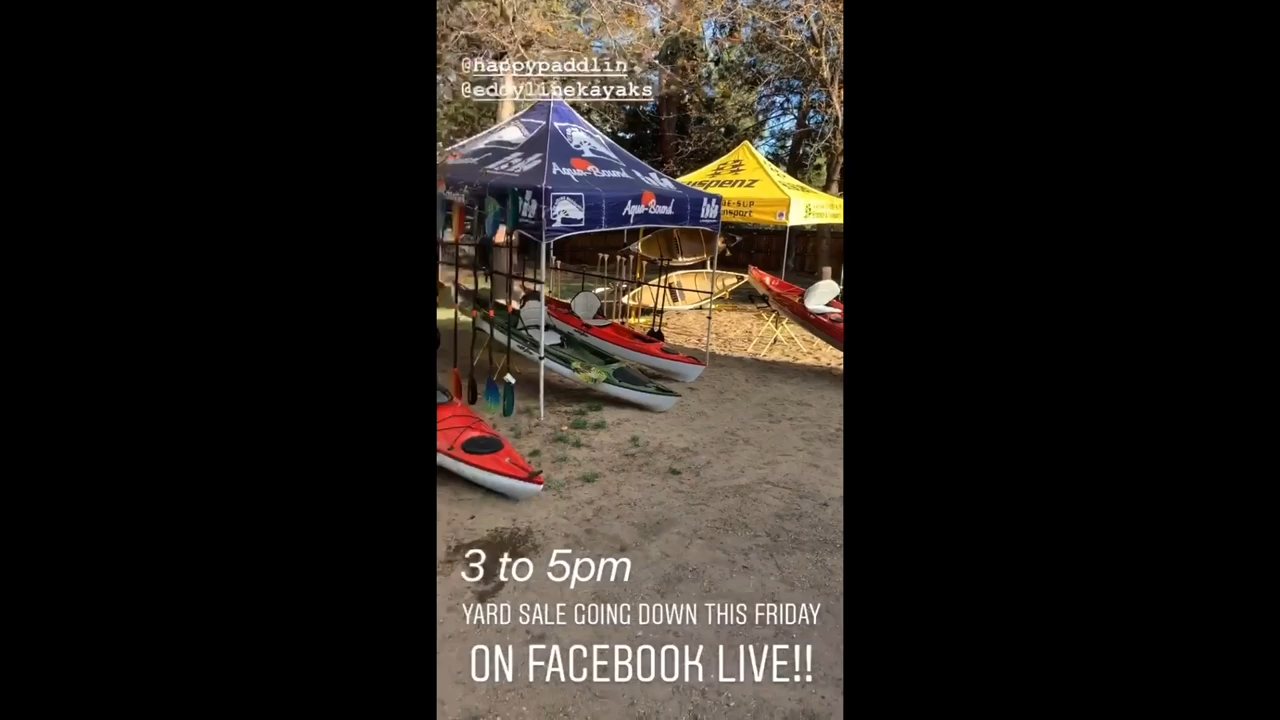 @happypaddlin
@eddylinekayaks
Aqua-Bound
Aqua-Bound
3 to 5pm
YARD SALE GOING DOWN THIS FRIDAY
ON FACEBOOK LIVE!!